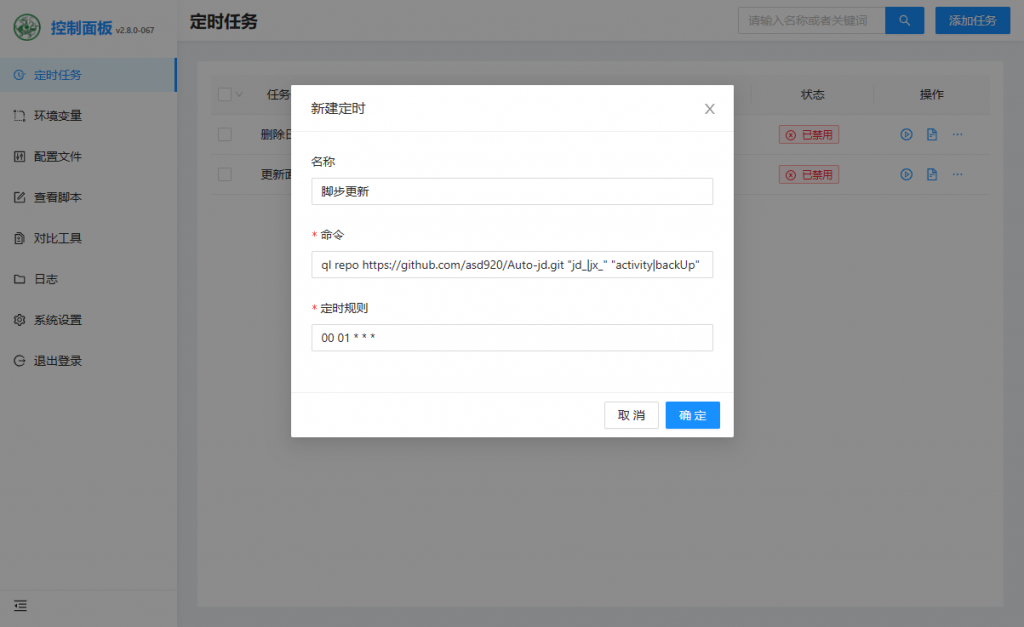 控制面板 v2.8.0-067
定时任务
请输入名称或者关键词
添加任务
定时任务
环境变量
配置文件
查看脚本
对比工具
日志
系统设置
退出登录
任务
状态
操作
删除
已禁用
更新
已禁用
新建定时
名称
脚步更新
* 命令
ql repo https://github.com/asd920/Auto-jd.git "jd_|jx_" "activity|backUp"
* 定时规则
00 01 * * *
取 消
确 定